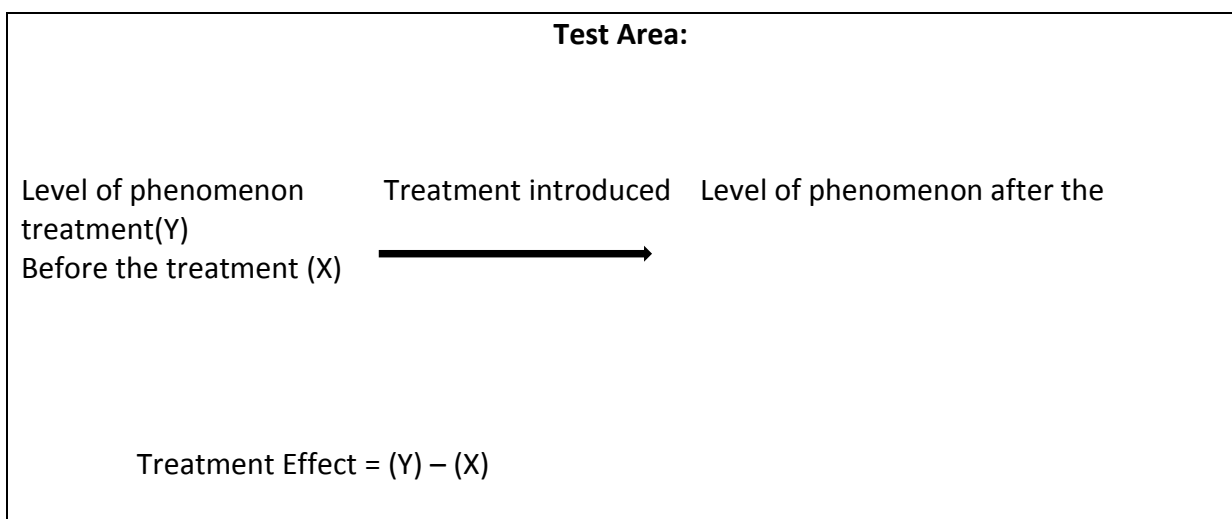 Test Area:
Level of phenomenon Treatment introduced Level of phenomenon after the
treatment(Y)
Before the treatment (X)
Treatment Effect = (Y) – (X)